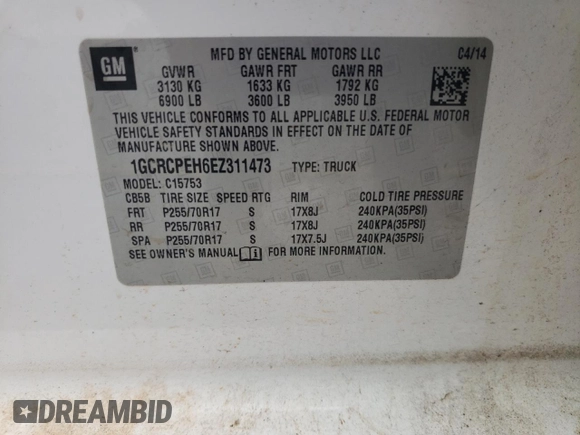 GM
MFD BY GENERAL MOTORS LLC
C4/14
GVWR GAWR FRT GAWR RR
3130 KG 1633 KG 1792 KG
6900 LB 3600 LB 3950 LB
THIS VEHICLE CONFORMS TO ALL APPLICABLE U.S. FEDERAL MOTOR
VEHICLE SAFETY STANDARDS IN EFFECT ON THE DATE OF
MANUFACTURE SHOWN ABOVE.
1GCRCPEH6EZ311473 TYPE: TRUCK
MODEL: C15753
CB5B TIRE SIZE SPEED RTG RIM COLD TIRE PRESSURE
FRT P255/70R17 S 17X8J 240KPA(35PSI)
RR P255/70R17 S 17X8J 240KPA(35PSI)
SPA P255/70R17 S 17X7.5J 240KPA(35PSI)
SEE OWNER'S MANUAL i FOR MORE INFORMATION.
DREAMBID